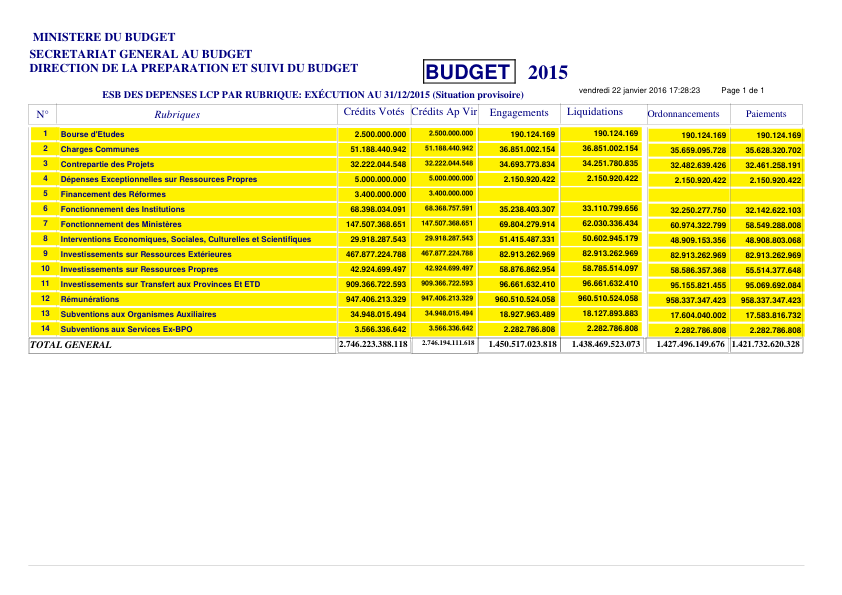 MINISTERE DU BUDGET
SECRETARIAT GENERAL AU BUDGET
DIRECTION DE LA PREPARATION ET SUIVI DU BUDGET
BUDGET 2015
ESB DES DEPENSES LCP PAR RUBRIQUE: EXÉCUTION AU 31/12/2015 (Situation provisoire) vendredi 22 janvier 2016 17:28:23 Page 1 de 1
N° Rubriques Crédits Votés Crédits Ap Vir Engagements Liquidations Ordonnancements Paiements
1 Bourse d'Etudes 2.500.000.000 2.500.000.000 190.124.169 190.124.169 190.124.169 190.124.169
2 Charges Communes 51.188.440.942 51.188.440.942 36.851.002.154 36.851.002.154 35.659.095.728 35.628.320.702
3 Contrepartie des Projets 32.222.044.548 32.222.044.548 34.693.773.834 34.251.780.835 32.482.639.426 32.461.258.191
4 Dépenses Exceptionnelles sur Ressources Propres 5.000.000.000 5.000.000.000 2.150.920.422 2.150.920.422 2.150.920.422 2.150.920.422
5 Financement des Réformes 3.400.000.000 3.400.000.000
6 Fonctionnement des Institutions 68.398.034.091 68.368.757.591 35.238.403.307 33.110.799.656 32.250.277.750 32.142.622.103
7 Fonctionnement des Ministères 147.507.368.651 147.507.368.651 69.804.279.914 62.030.336.434 60.974.322.799 58.549.288.008
8 Interventions Economiques, Sociales, Culturelles et Scientifiques 29.918.287.543 29.918.287.543 51.415.487.331 50.602.945.179 48.909.153.356 48.908.803.068
9 Investissements sur Ressources Extérieures 467.877.224.728 467.877.224.728 82.913.262.969 82.913.262.969 82.913.262.969 82.913.262.969
10 Investissements sur Ressources Propres 42.924.699.497 42.924.699.497 58.876.862.954 58.785.514.097 58.586.357.368 55.514.377.648
11 Investissements sur Transfert aux Provinces Et ETD 909.366.722.593 909.366.722.593 96.661.632.410 96.661.632.410 95.155.821.455 95.069.692.084
12 Rémunérations 947.406.213.329 947.406.213.329 960.510.524.058 960.510.524.058 958.337.347.423 958.337.347.423
13 Subventions aux Organismes Auxiliaires 34.948.015.494 34.948.015.494 18.927.963.489 18.127.893.883 17.604.040.002 17.583.816.732
14 Subventions aux Services Ex-BPO 3.566.336.642 3.566.336.642 2.282.786.808 2.282.786.808 2.282.786.808 2.282.786.808
TOTAL GENERAL 2.746.223.388.118 2.746.194.111.618 1.450.517.023.818 1.438.469.523.073 1.427.496.149.676 1.421.732.620.328